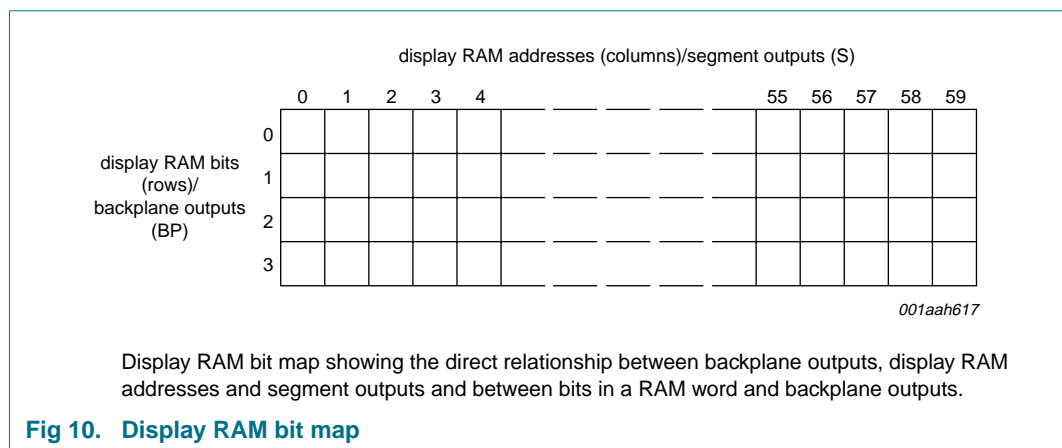 display RAM addresses (columns)/segment outputs (S)
0 1 2 3 4 55 56 57 58 59
0
display RAM bits
1
(rows)/
backplane outputs
2
(BP)
3
001aah617
Display RAM bit map showing the direct relationship between backplane outputs, display RAM
addresses and segment outputs and between bits in a RAM word and backplane outputs.
Fig 10. Display RAM bit map